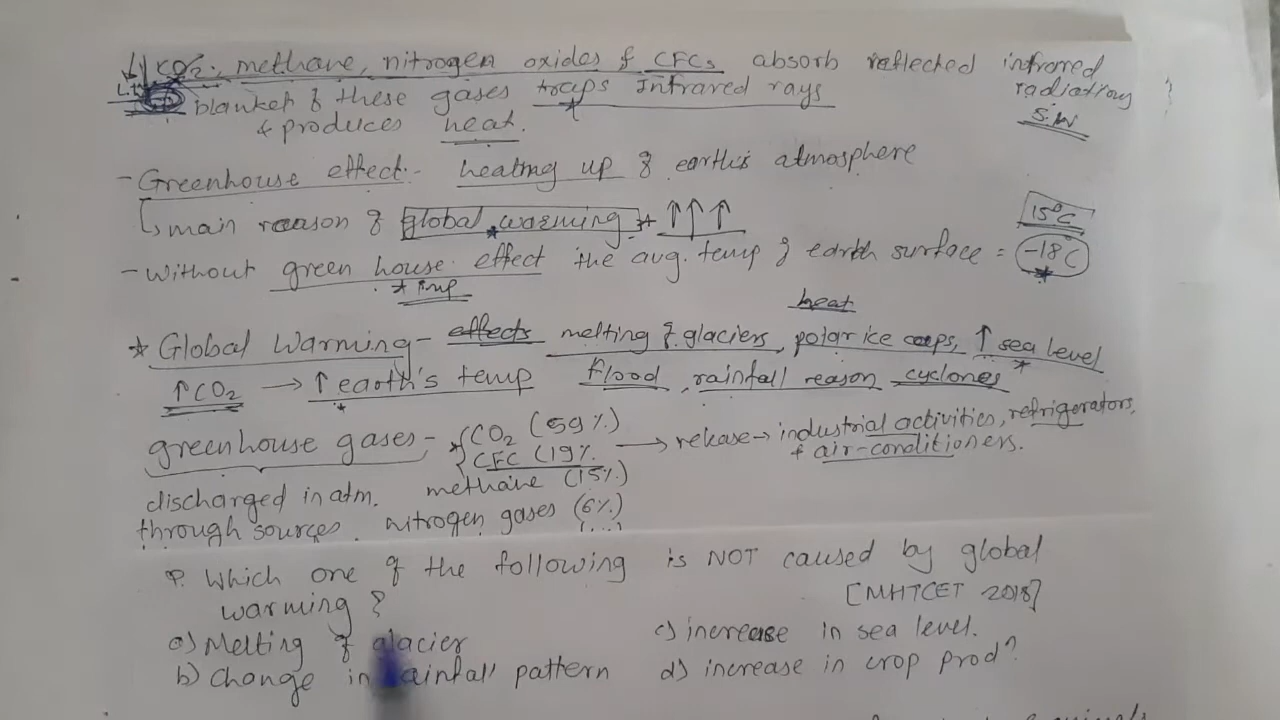 CO2, methane, nitrogen oxides & CFCs absorb reflected infrared radiations
S.W
blanket of these gases traps Infrared rays
& produces heat.
- Greenhouse effect - heating up of earth's atmosphere
main reason of global warming ↑↑↑
15°C
- Without green house effect the avg. temp of earth surface = -18°C
* Imp
heat
* Global Warming - effects melting of glaciers, polar ice caps, ↑ sea level
↑CO2 → ↑ earth's temp flood, rainfall reason cyclones
greenhouse gases - { CO2 (59%)
CFC (19%) → release → industrial activities, refrigerators,
+ air-conditioners.
discharged in atm. methane (15%)
through sources. nitrogen gases (6%)
Q. Which one of the following is NOT caused by global
warming? [MHTCET 2018]
a) Melting of glacier c) increase in sea level.
b) Change in rainfall pattern d) increase in crop prodn.